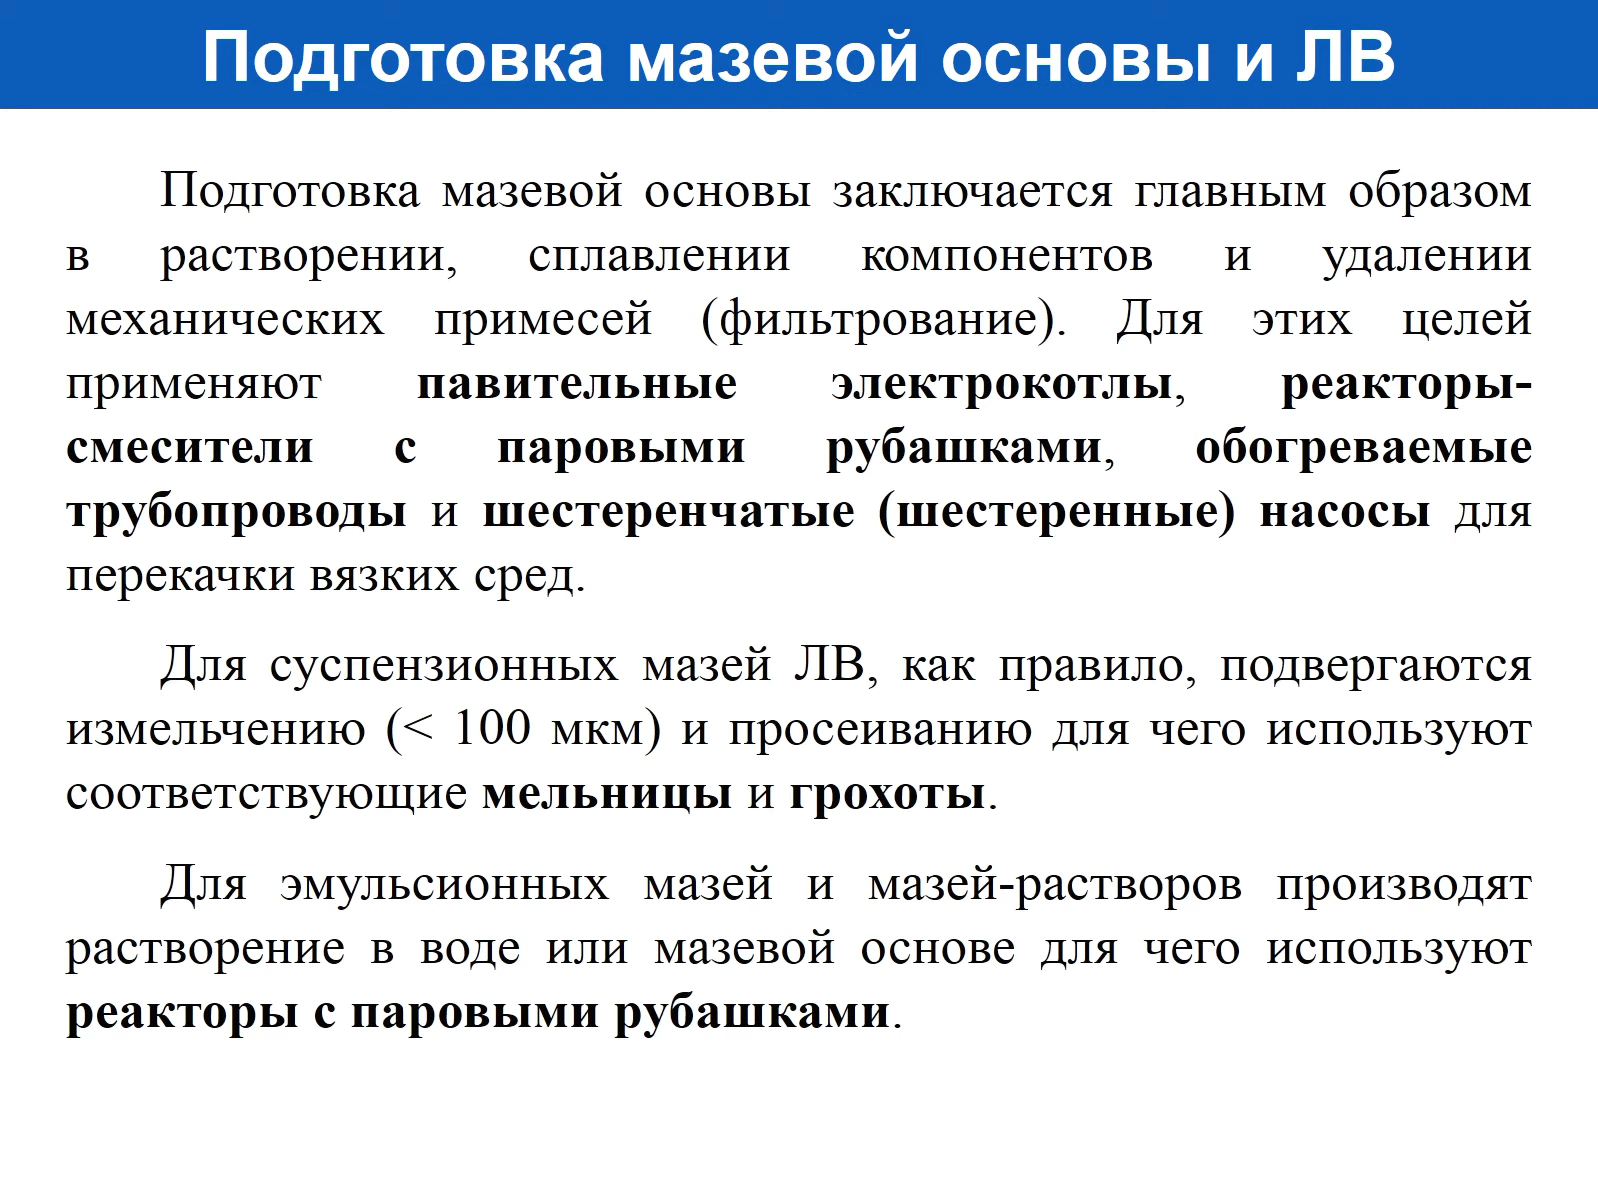 Подготовка мазевой основы и ЛВ
Подготовка мазевой основы заключается главным образом
в растворении, сплавлении компонентов и удалении
механических примесей (фильтрование). Для этих целей
применяют павительные электрокотлы, реакторы-
смесители с паровыми рубашками, обогреваемые
трубопроводы и шестеренчатые (шестеренные) насосы для
перекачки вязких сред.
Для суспензионных мазей ЛВ, как правило, подвергаются
измельчению (< 100 мкм) и просеиванию для чего используют
соответствующие мельницы и грохоты.
Для эмульсионных мазей и мазей-растворов производят
растворение в воде или мазевой основе для чего используют
реакторы с паровыми рубашками.